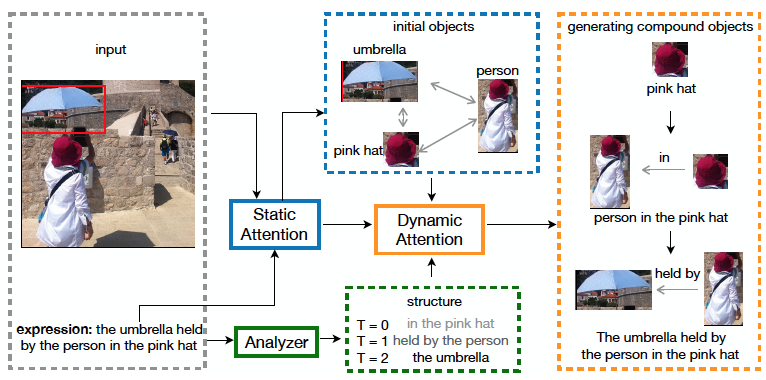 input
expression: the umbrella held
by the person in the pink hat
Static
Attention
Analyzer
initial objects
umbrella
person
pink hat
Dynamic
Attention
structure
T = 0 in the pink hat
T = 1 held by the person
T = 2 the umbrella
generating compound objects
pink hat
in
person in the pink hat
held by
The umbrella held by
the person in the pink hat